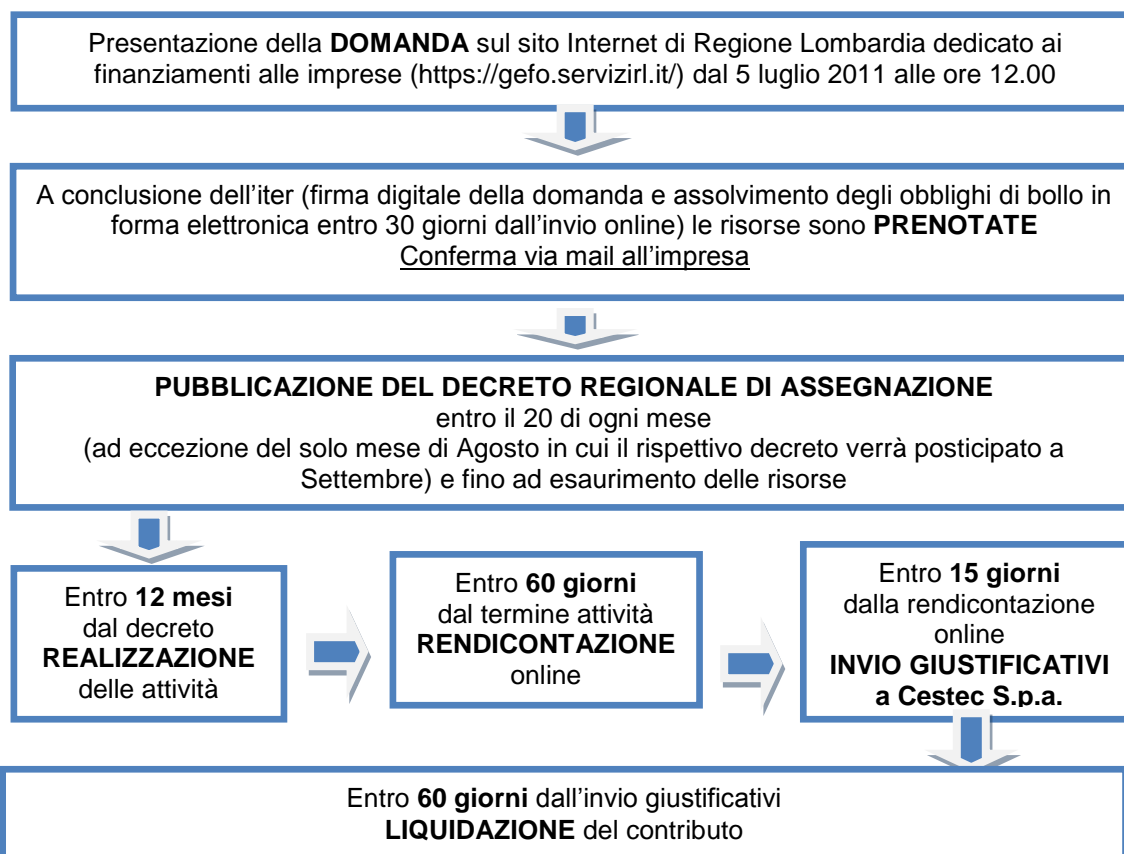 Presentazione della DOMANDA sul sito Internet di Regione Lombardia dedicato ai
finanziamenti alle imprese (https://gefo.servizirl.it/) dal 5 luglio 2011 alle ore 12.00
A conclusione dell’iter (firma digitale della domanda e assolvimento degli obblighi di bollo in
forma elettronica entro 30 giorni dall’invio online) le risorse sono PRENOTATE
Conferma via mail all’impresa
PUBBLICAZIONE DEL DECRETO REGIONALE DI ASSEGNAZIONE
entro il 20 di ogni mese
(ad eccezione del solo mese di Agosto in cui il rispettivo decreto verrà posticipato a
Settembre) e fino ad esaurimento delle risorse
Entro 12 mesi
dal decreto
REALIZZAZIONE
delle attività
Entro 60 giorni
dal termine attività
RENDICONTAZIONE
online
Entro 15 giorni
dalla rendicontazione
online
INVIO GIUSTIFICATIVI
a Cestec S.p.a.
Entro 60 giorni dall’invio giustificativi
LIQUIDAZIONE del contributo